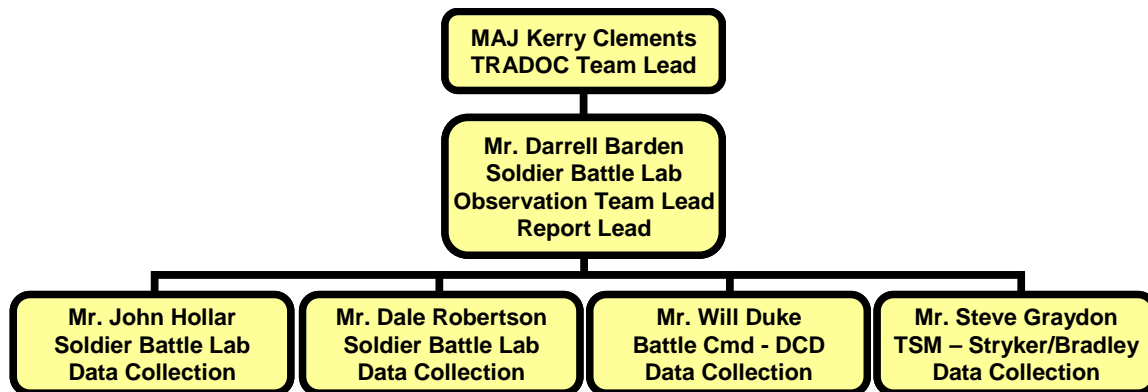 MAJ Kerry Clements
TRADOC Team Lead
Mr. Darrell Barden
Soldier Battle Lab
Observation Team Lead
Report Lead
Mr. John Hollar
Soldier Battle Lab
Data Collection
Mr. Dale Robertson
Soldier Battle Lab
Data Collection
Mr. Will Duke
Battle Cmd - DCD
Data Collection
Mr. Steve Graydon
TSM – Stryker/Bradley
Data Collection